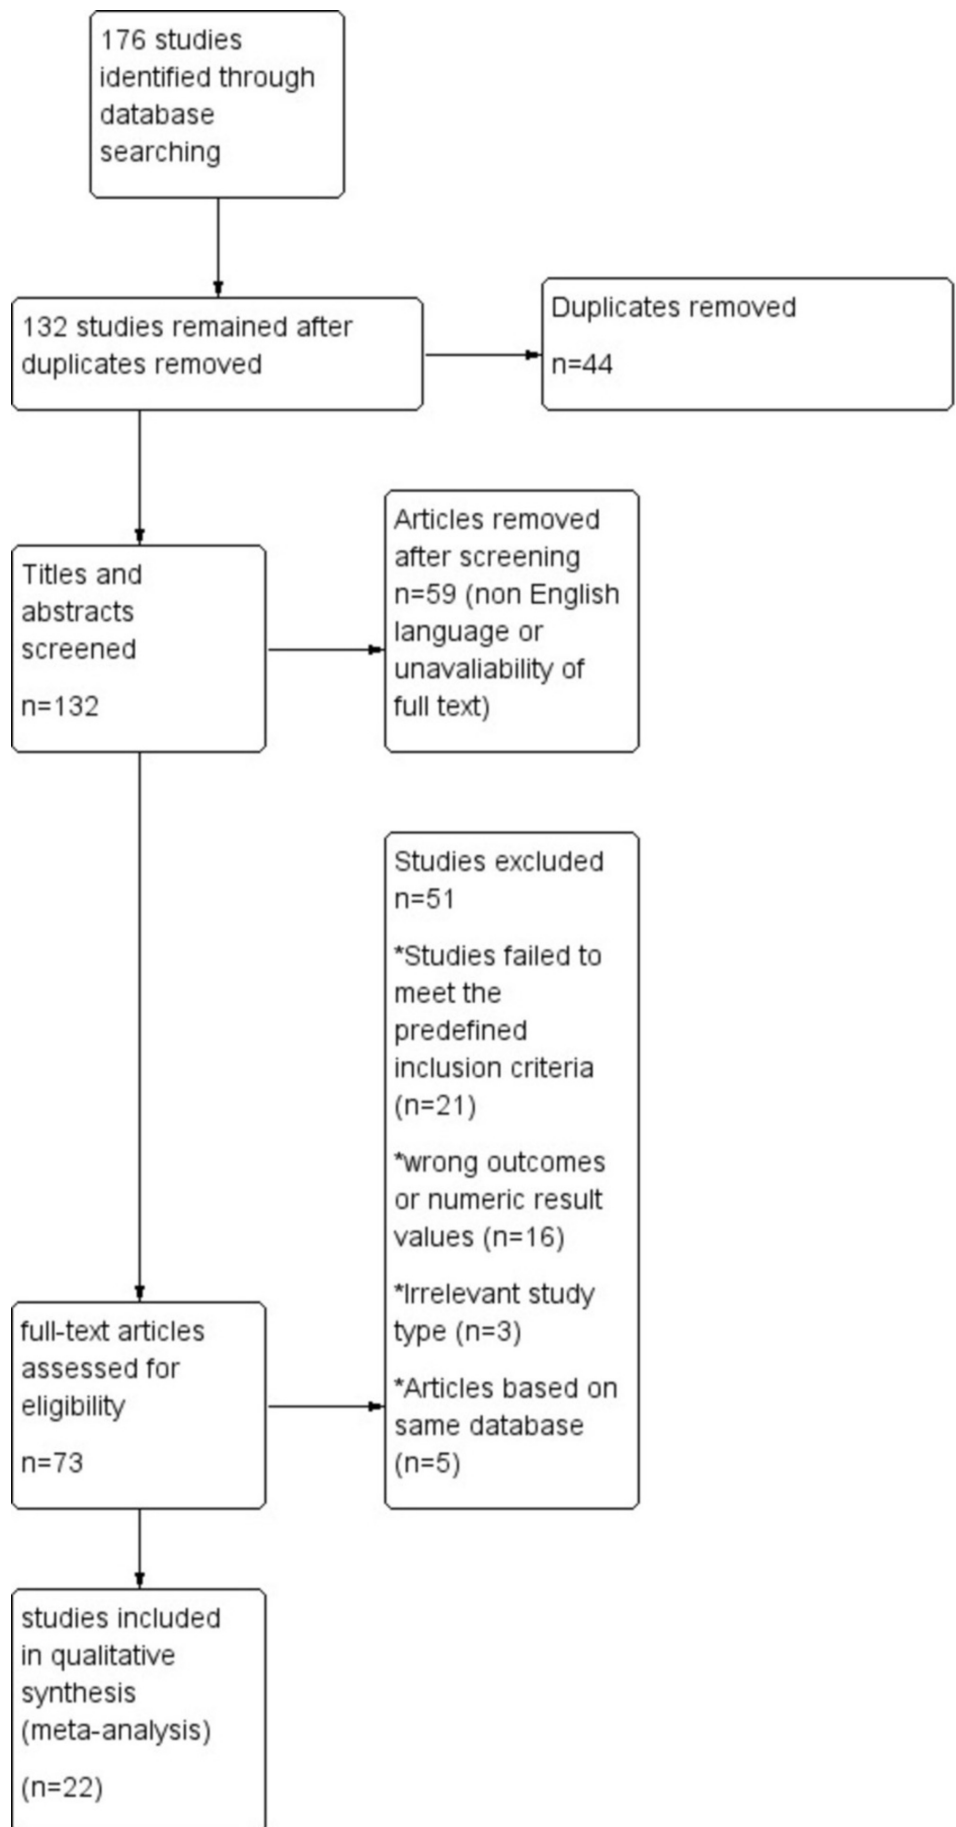 176 studies
identified through
database
searching
132 studies remained after
duplicates removed
Duplicates removed
n=44
Titles and
abstracts
screened
n=132
Articles removed
after screening
n=59 (non English
language or
unavaliability of
full text)
Studies excluded
n=51
*Studies failed to
meet the
predefined
inclusion criteria
(n=21)
*wrong outcomes
or numeric result
values (n=16)
*Irrelevant study
type (n=3)
*Articles based on
same database
(n=5)
full-text articles
assessed for
eligibility
n=73
studies included
in qualitative
synthesis
(meta-analysis)
(n=22)